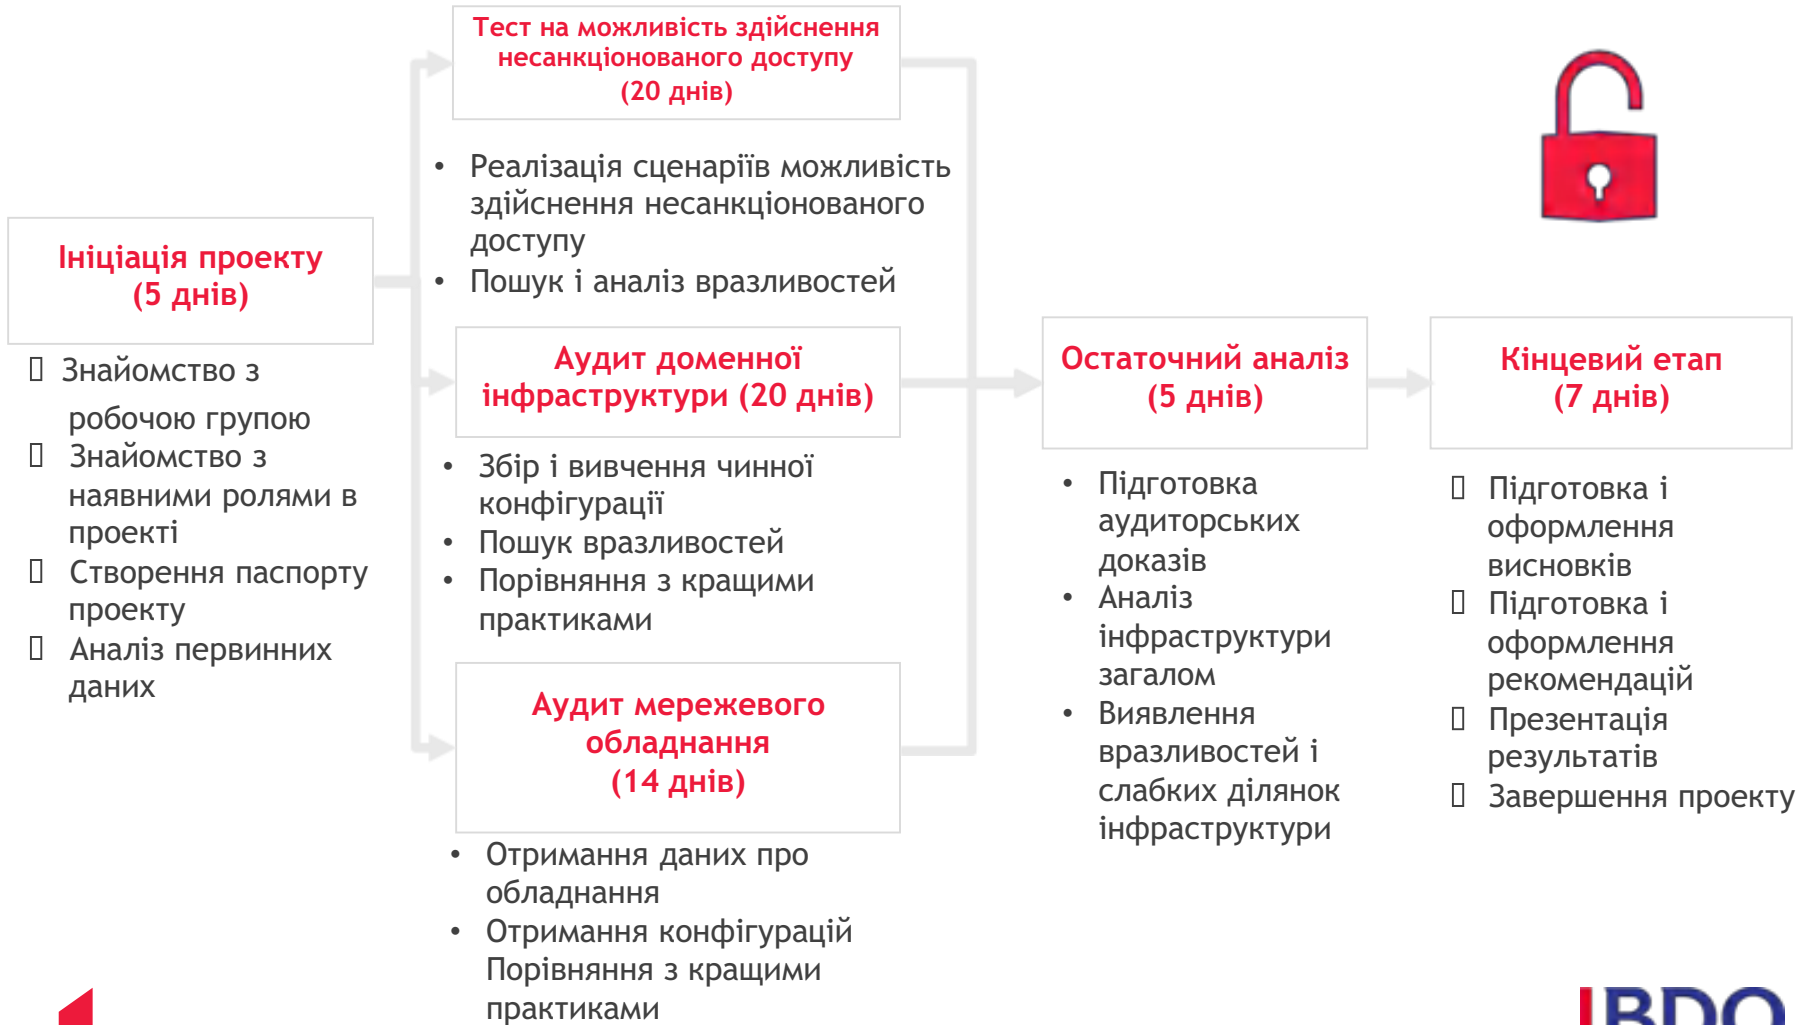 Тест на можливість здійснення
несанкціонованого доступу
(20 днів)
• Реалізація сценаріїв можливість
здійснення несанкціонованого
доступу
• Пошук і аналіз вразливостей
Ініціація проекту
(5 днів)
Знайомство з
робочою групою
Знайомство з
наявними ролями в
проекті
Створення паспорту
проекту
Аналіз первинних
даних
Аудит доменної
інфраструктури (20 днів)
• Збір і вивчення чинної
конфігурації
• Пошук вразливостей
• Порівняння з кращими
практиками
Аудит мережевого
обладнання
(14 днів)
• Отримання даних про
обладнання
• Отримання конфігурацій
Порівняння з кращими
практиками
Остаточний аналіз
(5 днів)
• Підготовка
аудиторських
доказів
• Аналіз
інфраструктури
загалом
• Виявлення
вразливостей і
слабких ділянок
інфраструктури
Кінцевий етап
(7 днів)
Підготовка і
оформлення
висновків
Підготовка і
оформлення
рекомендацій
Презентація
результатів
Завершення проекту
BDO